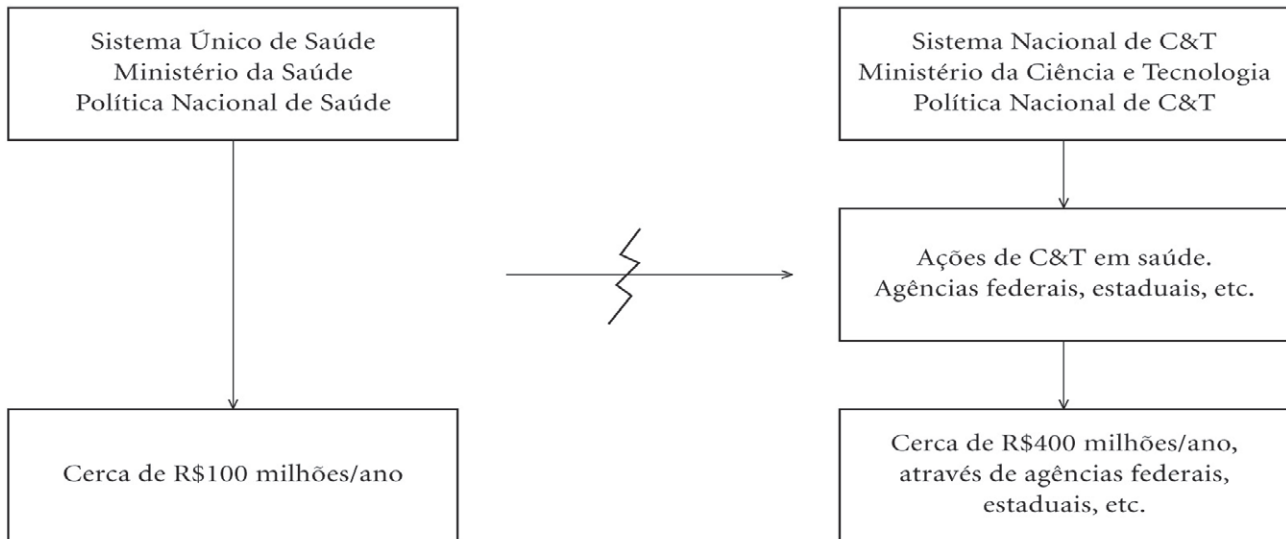 Sistema Único de Saúde
Ministério da Saúde
Política Nacional de Saúde
Sistema Nacional de C&T
Ministério da Ciência e Tecnologia
Política Nacional de C&T
Ações de C&T em saúde.
Agências federais, estaduais, etc.
Cerca de R$100 milhões/ano
Cerca de R$400 milhões/ano,
através de agências federais,
estaduais, etc.